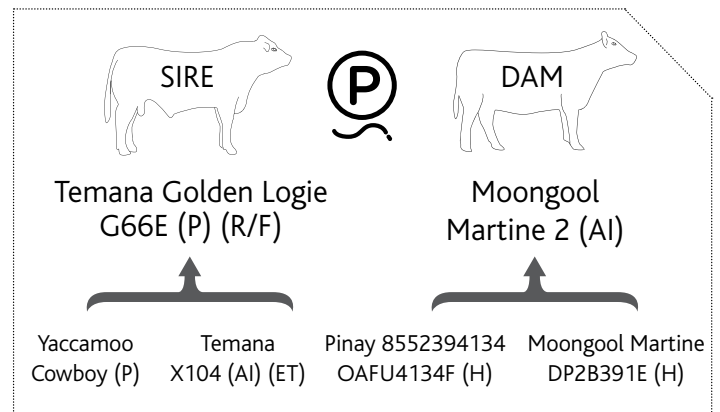 SIRE
P
DAM
Temana Golden Logie
G66E (P) (R/F)
Moongool
Martine 2 (AI)
Yaccamoo
Cowboy (P)
Temana
X104 (AI) (ET)
Pinay 8552394134
OAFU4134F (H)
Moongool Martine
DP2B391E (H)